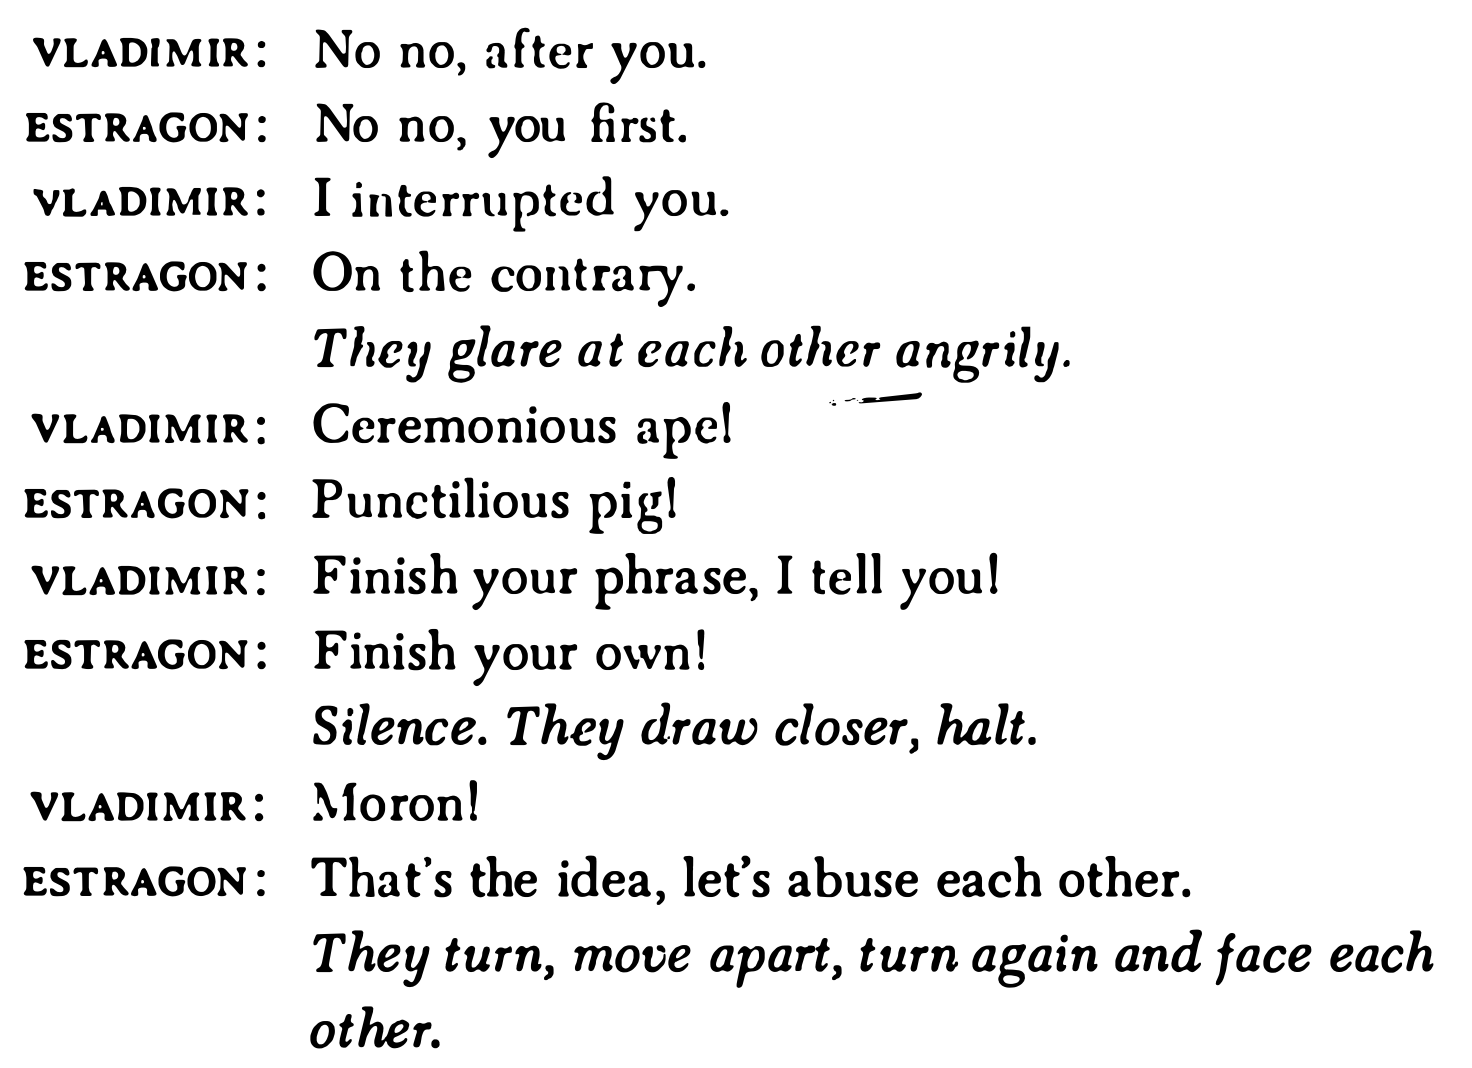 VLADIMIR: No no, after you.
ESTRAGON: No no, you first.
VLADIMIR: I interrupted you.
ESTRAGON: On the contrary.
They glare at each other angrily.
VLADIMIR: Ceremonious ape!
ESTRAGON: Punctilious pig!
VLADIMIR: Finish your phrase, I tell you!
ESTRAGON: Finish your own!
Silence. They draw closer, halt.
VLADIMIR: Moron!
ESTRAGON: That's the idea, let's abuse each other.
They turn, move apart, turn again and face each
other.